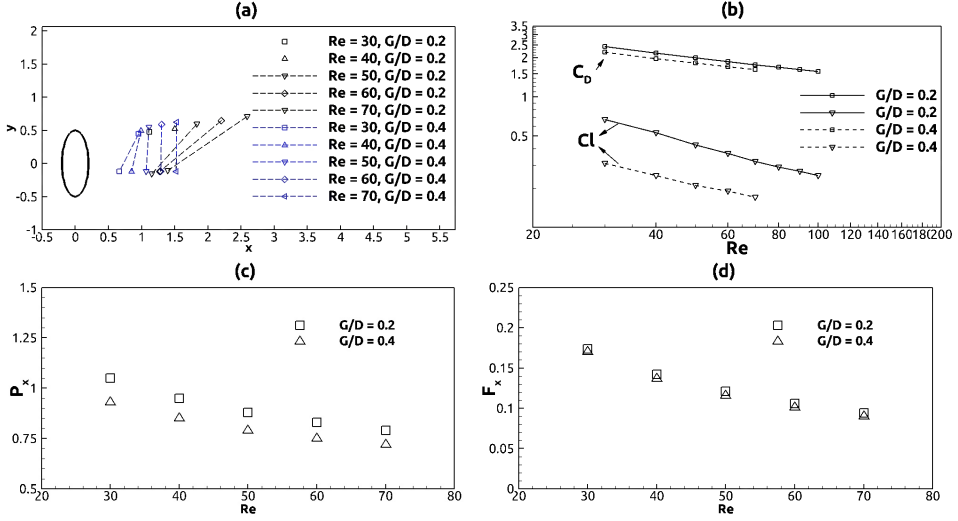 (a)
2
1.5
1
0.5
0
-0.5
-1
y
-0.5 0 0.5 1 1.5 2 2.5 3 3.5 4 4.5 5 5.5
x
Re = 30, G/D = 0.2
Re = 40, G/D = 0.2
Re = 50, G/D = 0.2
Re = 60, G/D = 0.2
Re = 70, G/D = 0.2
Re = 30, G/D = 0.4
Re = 40, G/D = 0.4
Re = 50, G/D = 0.4
Re = 60, G/D = 0.4
Re = 70, G/D = 0.4
(b)
3.5
3
2.5
2
1.5
1
0.5
CD
Cl
G/D = 0.2
G/D = 0.2
G/D = 0.4
G/D = 0.4
20 40 60 80 100 120 140 160 180 200
Re
(c)
1.5
1.25
1
0.75
0.5
Px
G/D = 0.2
G/D = 0.4
20 30 40 50 60 70 80
Re
(d)
0.25
0.2
0.15
0.1
0.05
0
Fx
G/D = 0.2
G/D = 0.4
20 30 40 50 60 70 80
Re